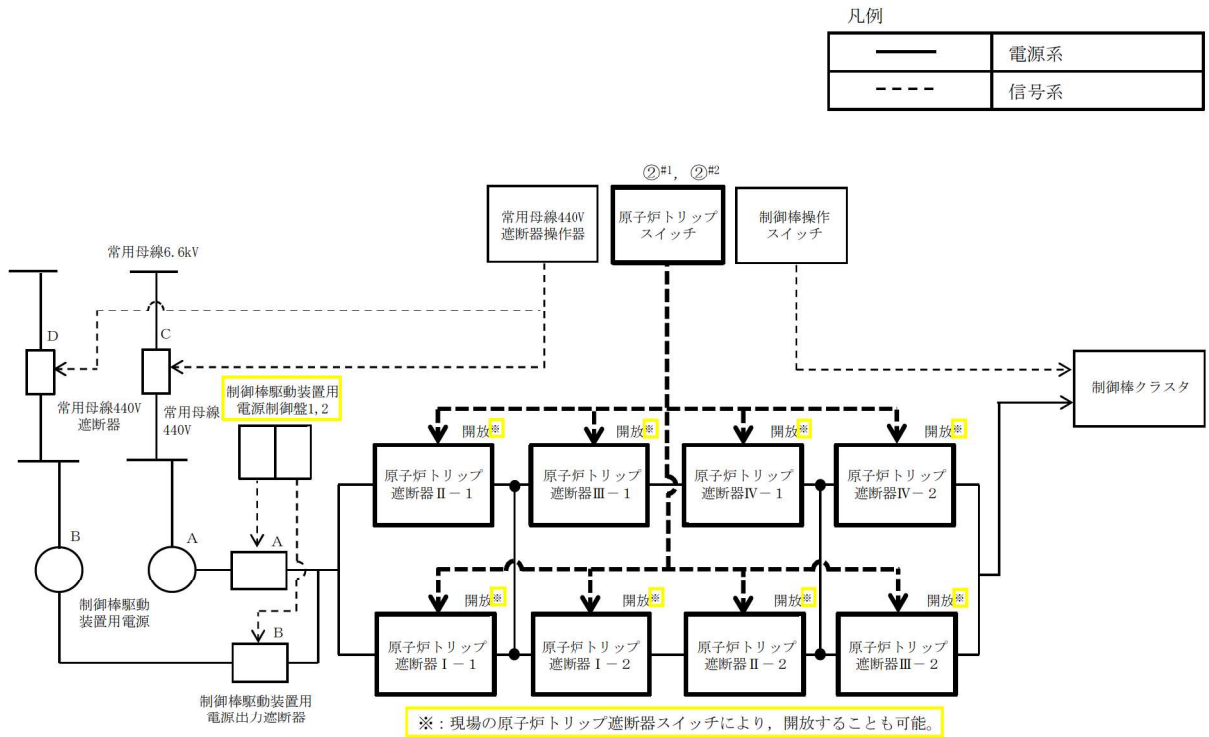 凡例
電源系
信号系
②#1, ②#2
常用母線440V
遮断器操作器
原子炉トリップ
スイッチ
制御棒操作
スイッチ
常用母線6.6kV
D
C
常用母線440V
遮断器
常用母線
440V
制御棒駆動装置用
電源制御盤1,2
制御棒クラスタ
開放※
開放※
開放※
開放※
原子炉トリップ
遮断器Ⅱ-1
原子炉トリップ
遮断器Ⅲ-1
原子炉トリップ
遮断器Ⅳ-1
原子炉トリップ
遮断器Ⅳ-2
B
A
A
制御棒駆動
装置用電源
B
開放※
開放※
開放※
開放※
原子炉トリップ
遮断器Ⅰ-1
原子炉トリップ
遮断器Ⅰ-2
原子炉トリップ
遮断器Ⅱ-2
原子炉トリップ
遮断器Ⅲ-2
制御棒駆動装置用
電源出力遮断器
※:現場の原子炉トリップ遮断器スイッチにより,開放することも可能。